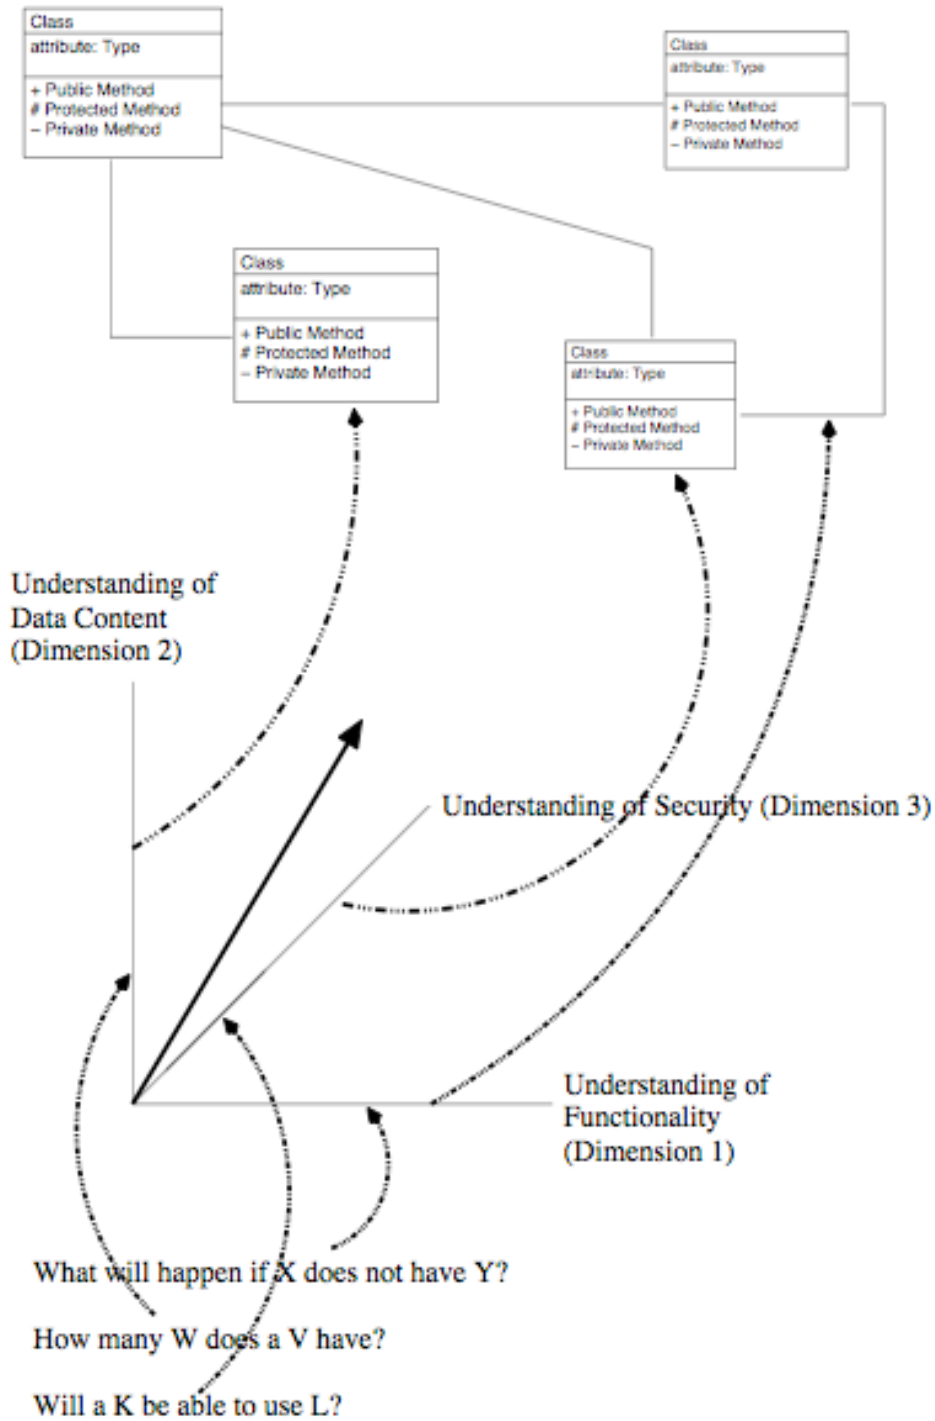 Class
attribute: Type
+ Public Method
# Protected Method
– Private Method
Class
attribute: Type
+ Public Method
# Protected Method
– Private Method
Class
attribute: Type
+ Public Method
# Protected Method
– Private Method
Class
attribute: Type
+ Public Method
# Protected Method
– Private Method
Understanding of
Data Content
(Dimension 2)
Understanding of Security (Dimension 3)
Understanding of
Functionality
(Dimension 1)
What will happen if X does not have Y?
How many W does a V have?
Will a K be able to use L?